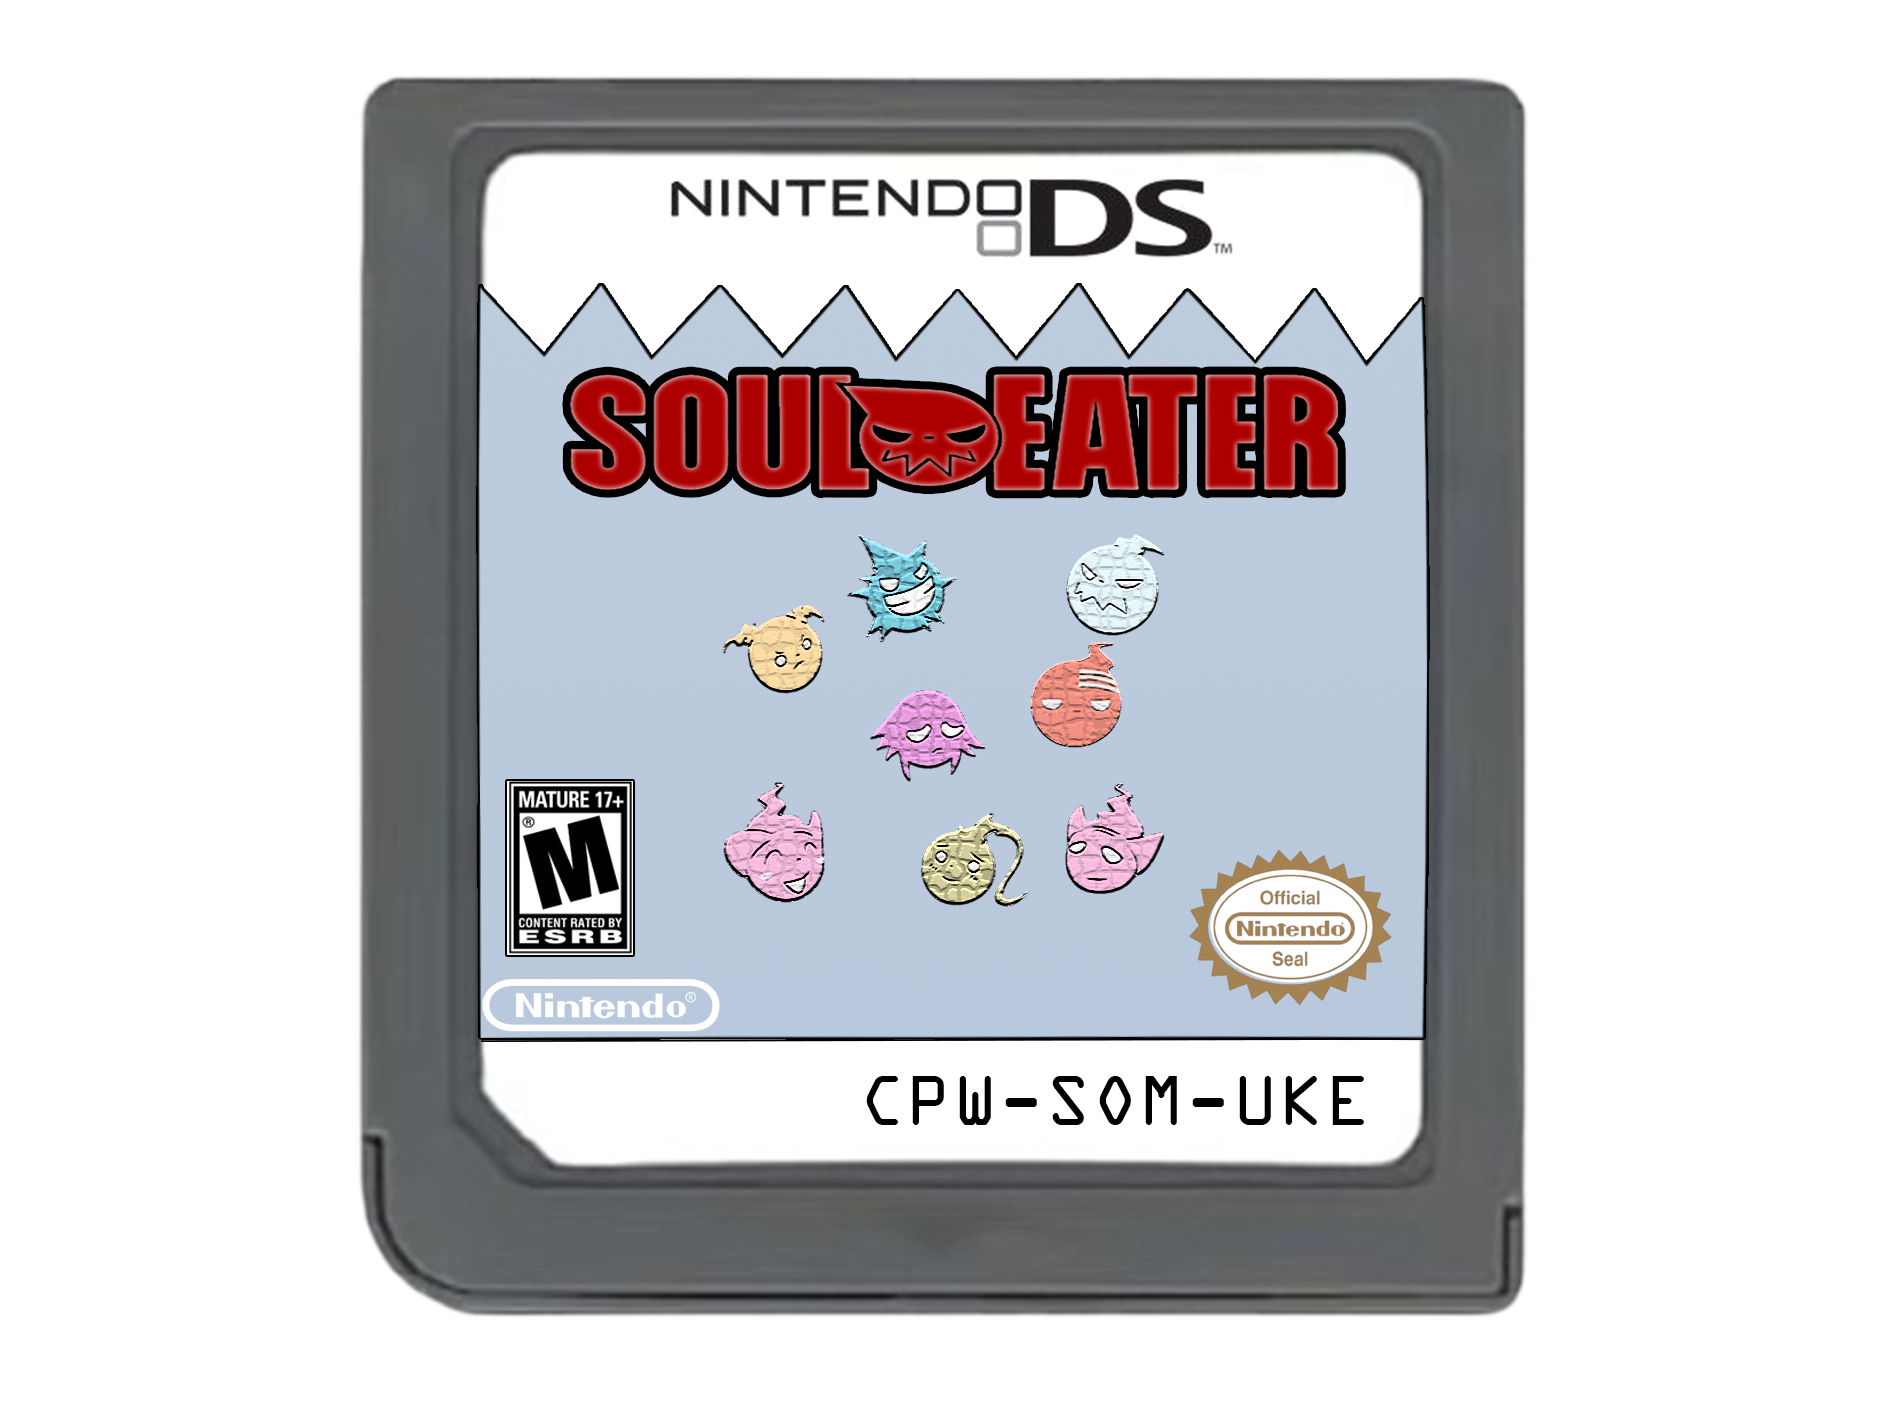 NINTENDO DS™
SOUL EATER
MATURE 17+
®
M
CONTENT RATED BY
ESRB
Official
Nintendo®
Seal
Nintendo®
CPW-SOM-UKE